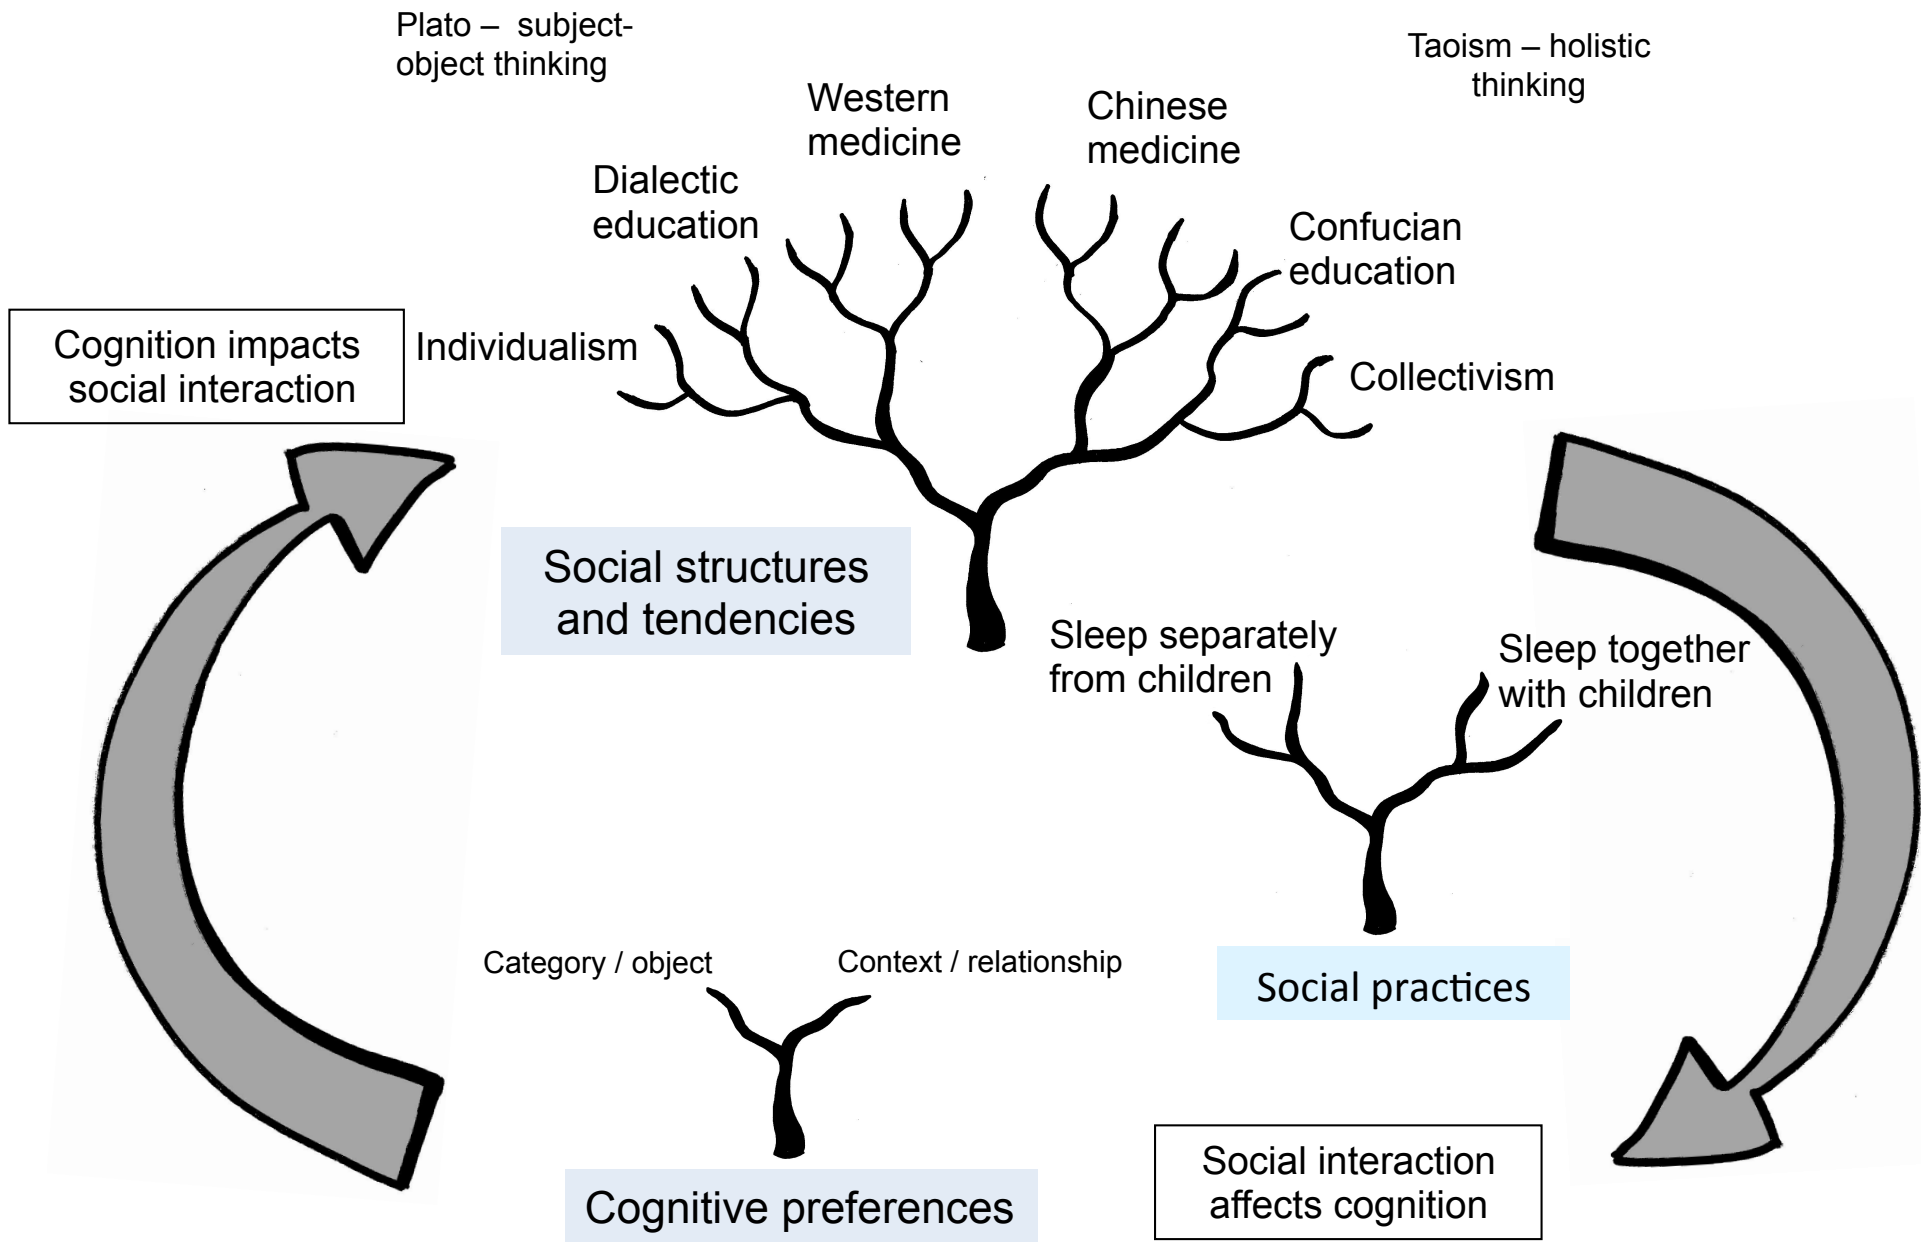 Plato – subject-
object thinking
Taoism – holistic
thinking
Western
medicine
Chinese
medicine
Dialectic
education
Confucian
education
Cognition impacts
social interaction
Individualism
Collectivism
Social structures
and tendencies
Sleep separately
from children
Sleep together
with children
Category / object
Context / relationship
Social practices
Cognitive preferences
Social interaction
affects cognition